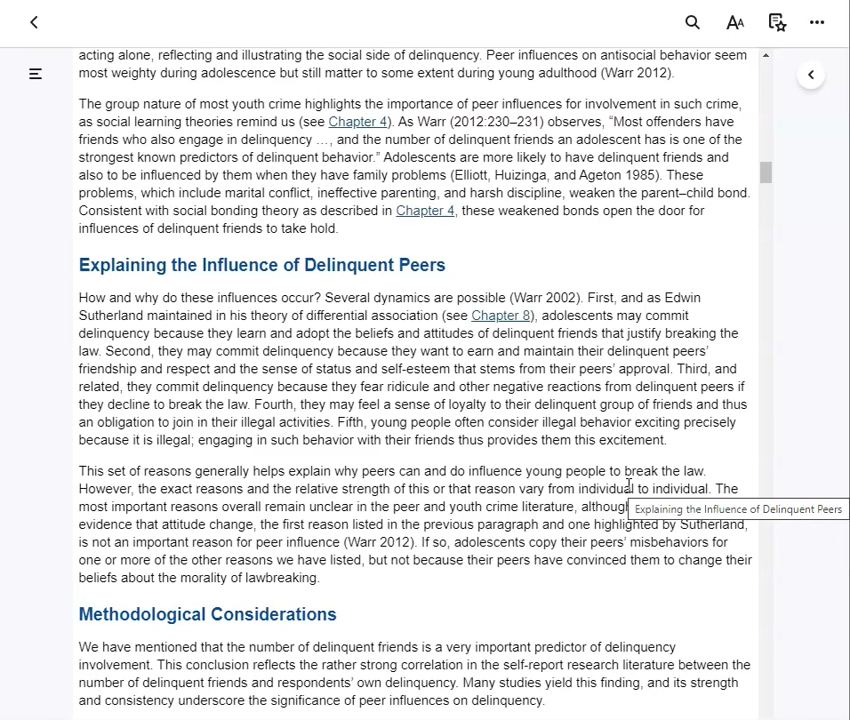 AA
acting alone, reflecting and illustrating the social side of delinquency. Peer influences on antisocial behavior seem
most weighty during adolescence but still matter to some extent during young adulthood (Warr 2012).
The group nature of most youth crime highlights the importance of peer influences for involvement in such crime,
as social learning theories remind us (see Chapter 4). As Warr (2012:230–231) observes, “Most offenders have
friends who also engage in delinquency …, and the number of delinquent friends an adolescent has is one of the
strongest known predictors of delinquent behavior.” Adolescents are more likely to have delinquent friends and
also to be influenced by them when they have family problems (Elliott, Huizinga, and Ageton 1985). These
problems, which include marital conflict, ineffective parenting, and harsh discipline, weaken the parent–child bond.
Consistent with social bonding theory as described in Chapter 4, these weakened bonds open the door for
influences of delinquent friends to take hold.
Explaining the Influence of Delinquent Peers
How and why do these influences occur? Several dynamics are possible (Warr 2002). First, and as Edwin
Sutherland maintained in his theory of differential association (see Chapter 8), adolescents may commit
delinquency because they learn and adopt the beliefs and attitudes of delinquent friends that justify breaking the
law. Second, they may commit delinquency because they want to earn and maintain their delinquent peers’
friendship and respect and the sense of status and self-esteem that stems from their peers’ approval. Third, and
related, they commit delinquency because they fear ridicule and other negative reactions from delinquent peers if
they decline to break the law. Fourth, they may feel a sense of loyalty to their delinquent group of friends and thus
an obligation to join in their illegal activities. Fifth, young people often consider illegal behavior exciting precisely
because it is illegal; engaging in such behavior with their friends thus provides them this excitement.
This set of reasons generally helps explain why peers can and do influence young people to break the law.
However, the exact reasons and the relative strength of this or that reason vary from individual to individual. The
most important reasons overall remain unclear in the peer and youth crime literature,
Explaining the Influence of Delinquent Peers
evidence that attitude change, the first reason listed in the previous paragraph and one highlighted by Sutherland,
is not an important reason for peer influence (Warr 2012). If so, adolescents copy their peers’ misbehaviors for
one or more of the other reasons we have listed, but not because their peers have convinced them to change their
beliefs about the morality of lawbreaking.
Methodological Considerations
We have mentioned that the number of delinquent friends is a very important predictor of delinquency
involvement. This conclusion reflects the rather strong correlation in the self-report research literature between the
number of delinquent friends and respondents’ own delinquency. Many studies yield this finding, and its strength
and consistency underscore the significance of peer influences on delinquency.